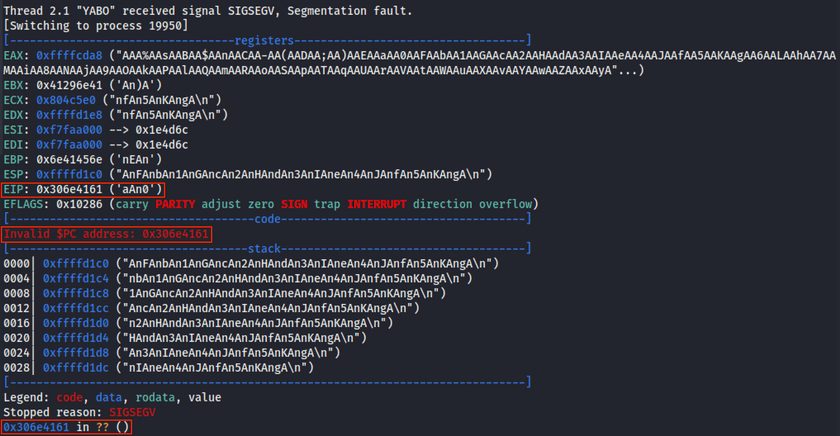 Thread 2.1 "YABO" received signal SIGSEGV, Segmentation fault.
[Switching to process 19950]
[----------------------------------registers-----------------------------------]
EAX: 0xffffcda8 ("AAA%AAsAABAA$AAnAACAA-AA(AADAA;AA)AAEAAaAA0AAFAAbAA1AAGAAcAA2AAHAAdAA3AAIAAeAA4AAJAAfAA5AAKAAgAA6AALAAhAA7AA
MAAiAA8AANAAjAA9AAOAAkAAPAAlAAQAAmAARAAoAASAApAATAAqAAUAArAAVAAtAAWAAuAAXAAvAAYAAwAAZAAxAAyA"...)
EBX: 0x41296e41 ('An)A')
ECX: 0x804c5e0 ("nfAn5AnKAngA\n")
EDX: 0xffffd1e8 ("nfAn5AnKAngA\n")
ESI: 0xf7faa000 --> 0x1e4d6c
EDI: 0xf7faa000 --> 0x1e4d6c
EBP: 0x6e41456e ('nEAn')
ESP: 0xffffd1c0 ("AnFAnbAn1AnGAncAn2AnHAndAn3AnIAneAn4AnJAnfAn5AnKAngA\n")
EIP: 0x306e4161 ('aAn0')
EFLAGS: 0x10286 (carry PARITY adjust zero SIGN trap INTERRUPT direction overflow)
[-------------------------------------code-------------------------------------]
Invalid $PC address: 0x306e4161
[------------------------------------stack-------------------------------------]
0000| 0xffffd1c0 ("AnFAnbAn1AnGAncAn2AnHAndAn3AnIAneAn4AnJAnfAn5AnKAngA\n")
0004| 0xffffd1c4 ("nbAn1AnGAncAn2AnHAndAn3AnIAneAn4AnJAnfAn5AnKAngA\n")
0008| 0xffffd1c8 ("1AnGAncAn2AnHAndAn3AnIAneAn4AnJAnfAn5AnKAngA\n")
0012| 0xffffd1cc ("AncAn2AnHAndAn3AnIAneAn4AnJAnfAn5AnKAngA\n")
0016| 0xffffd1d0 ("n2AnHAndAn3AnIAneAn4AnJAnfAn5AnKAngA\n")
0020| 0xffffd1d4 ("HAndAn3AnIAneAn4AnJAnfAn5AnKAngA\n")
0024| 0xffffd1d8 ("An3AnIAneAn4AnJAnfAn5AnKAngA\n")
0028| 0xffffd1dc ("nIAneAn4AnJAnfAn5AnKAngA\n")
[------------------------------------------------------------------------------]
Legend: code, data, rodata, value
Stopped reason: SIGSEGV
0x306e4161 in ?? ()